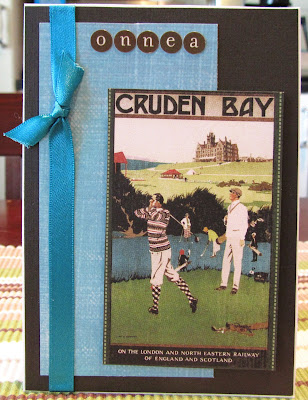 onnea
CRUDEN BAY
ON THE LONDON AND NORTH EASTERN RAILWAY
OF ENGLAND AND SCOTLAND